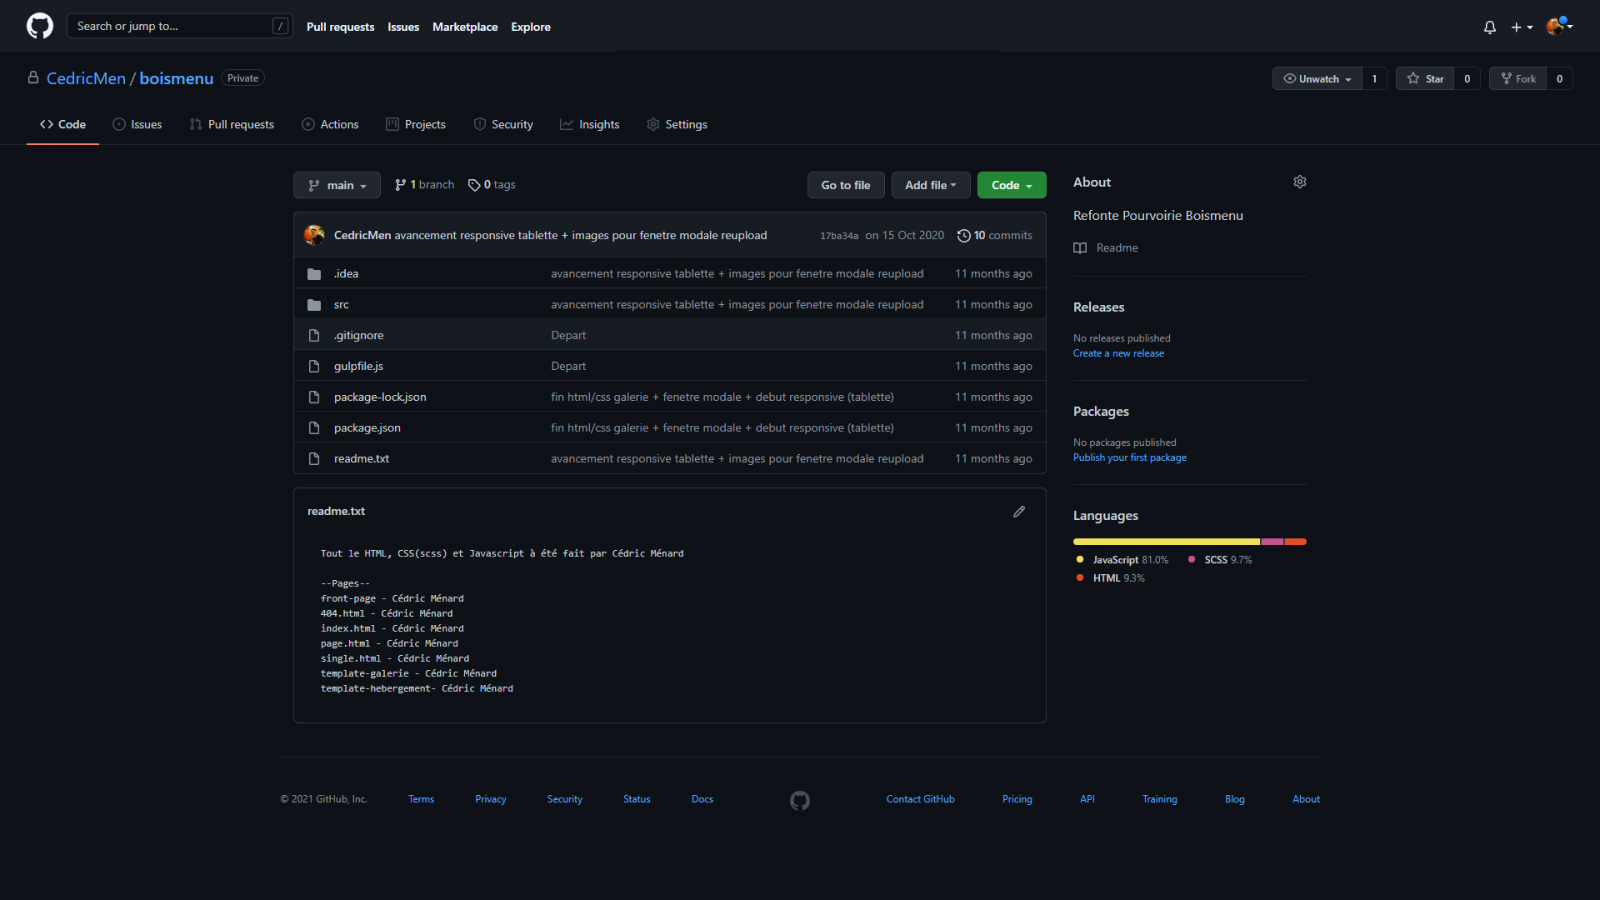 Search or jump to...
/
Pull requests
Issues
Marketplace
Explore
CedricMen / boismenu
Private
Unwatch
1
Star
0
Fork
0
Code
Issues
Pull requests
Actions
Projects
Security
Insights
Settings
main
1 branch
0 tags
Go to file
Add file
Code
CedricMen avancement responsive tablette + images pour fenetre modale reupload
17ba34a on 15 Oct 2020
10 commits
.idea
avancement responsive tablette + images pour fenetre modale reupload
11 months ago
src
avancement responsive tablette + images pour fenetre modale reupload
11 months ago
.gitignore
Depart
11 months ago
gulpfile.js
Depart
11 months ago
package-lock.json
fin html/css galerie + fenetre modale + debut responsive (tablette)
11 months ago
package.json
fin html/css galerie + fenetre modale + debut responsive (tablette)
11 months ago
readme.txt
avancement responsive tablette + images pour fenetre modale reupload
11 months ago
readme.txt
Tout le HTML, CSS(scss) et Javascript à été fait par Cédric Ménard
--Pages--
front-page - Cédric Ménard
404.html - Cédric Ménard
index.html - Cédric Ménard
page.html - Cédric Ménard
single.html - Cédric Ménard
template-galerie - Cédric Ménard
template-hebergement- Cédric Ménard
About
Refonte Pourvoirie Boismenu
Readme
Releases
No releases published
Create a new release
Packages
No packages published
Publish your first package
Languages
JavaScript 81.0%
SCSS 9.7%
HTML 9.3%
© 2021 GitHub, Inc.
Terms
Privacy
Security
Status
Docs
Contact GitHub
Pricing
API
Training
Blog
About